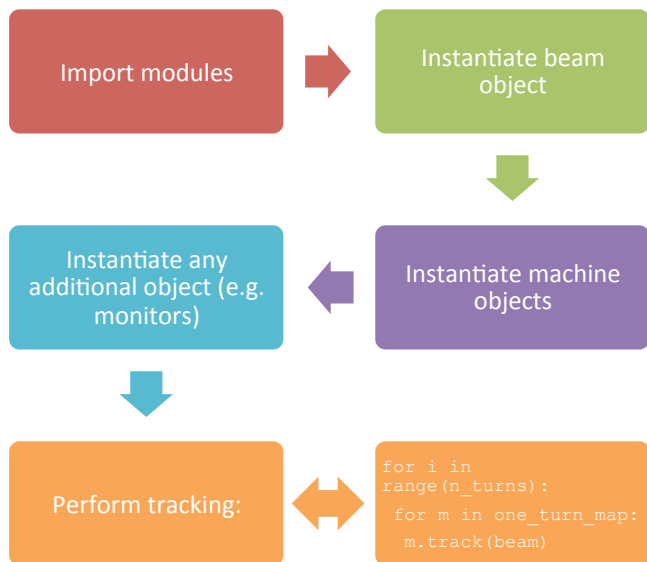 Import modules
Instantiate beam
object
Instantiate machine
objects
Instantiate any
additional object (e.g.
monitors)
Perform tracking:
for i in
range(n_turns):
for m in one_turn_map:
m.track(beam)